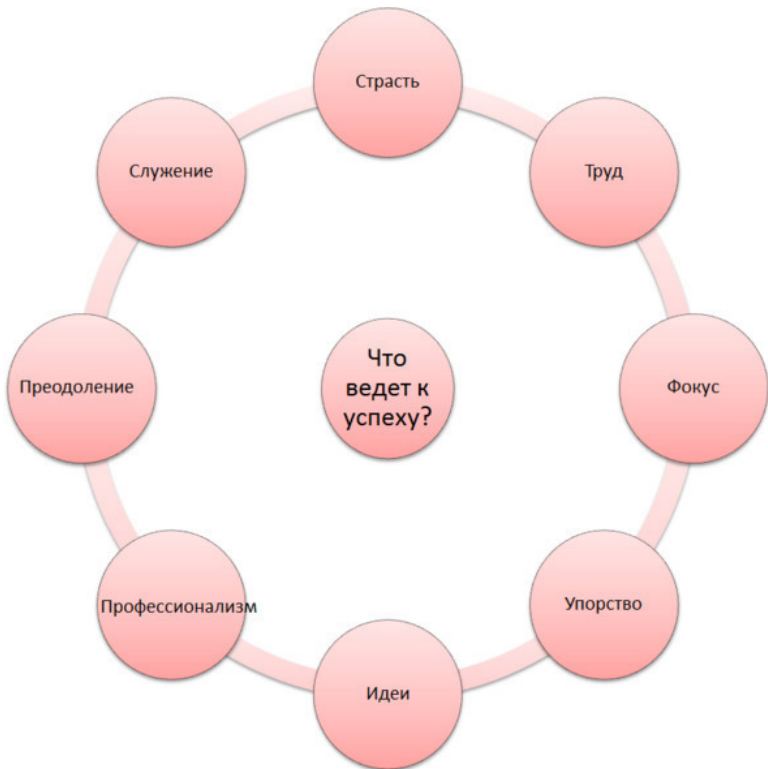 Страсть
Труд
Фокус
Упорство
Идеи
Профессионализм
Преодоление
Служение
Что
ведет к
успеху?